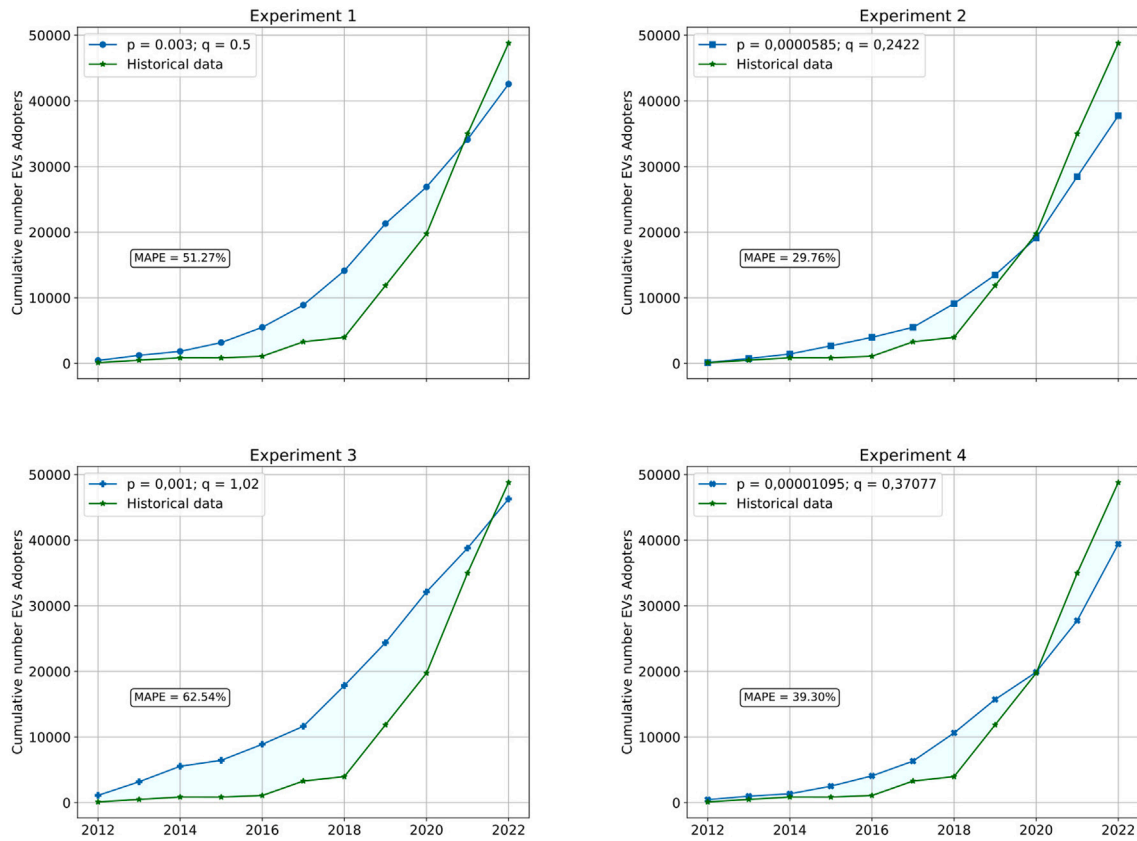 Experiment 1
p = 0.003; q = 0.5
Historical data
MAPE = 51.27%
Cumulative number EVs Adopters
50000
40000
30000
20000
10000
0
Experiment 2
p = 0,0000585; q = 0,2422
Historical data
MAPE = 29.76%
Cumulative number EVs Adopters
50000
40000
30000
20000
10000
0
Experiment 3
p = 0,001; q = 1,02
Historical data
MAPE = 62.54%
Cumulative number EVs Adopters
50000
40000
30000
20000
10000
0
2012 2014 2016 2018 2020 2022
Experiment 4
p = 0,00001095; q = 0,37077
Historical data
MAPE = 39.30%
Cumulative number EVs Adopters
50000
40000
30000
20000
10000
0
2012 2014 2016 2018 2020 2022